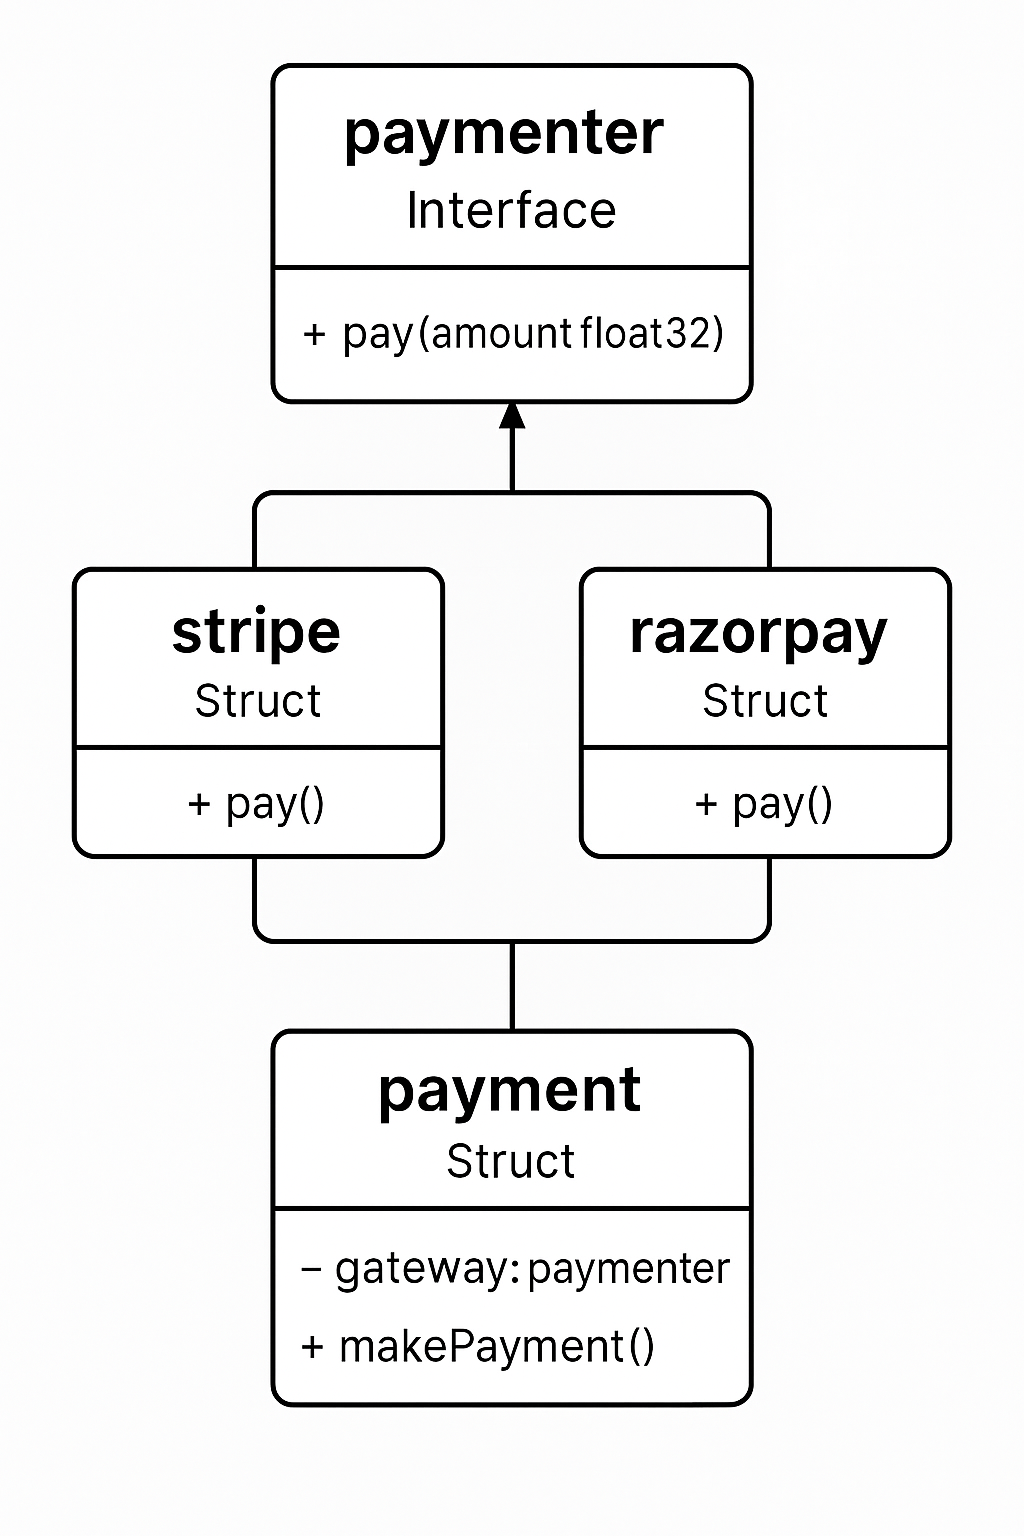 paymenter
Interface
+ pay(amount float32)
stripe
Struct
+ pay()
razorpay
Struct
+ pay()
payment
Struct
– gateway: paymenter
+ makePayment()